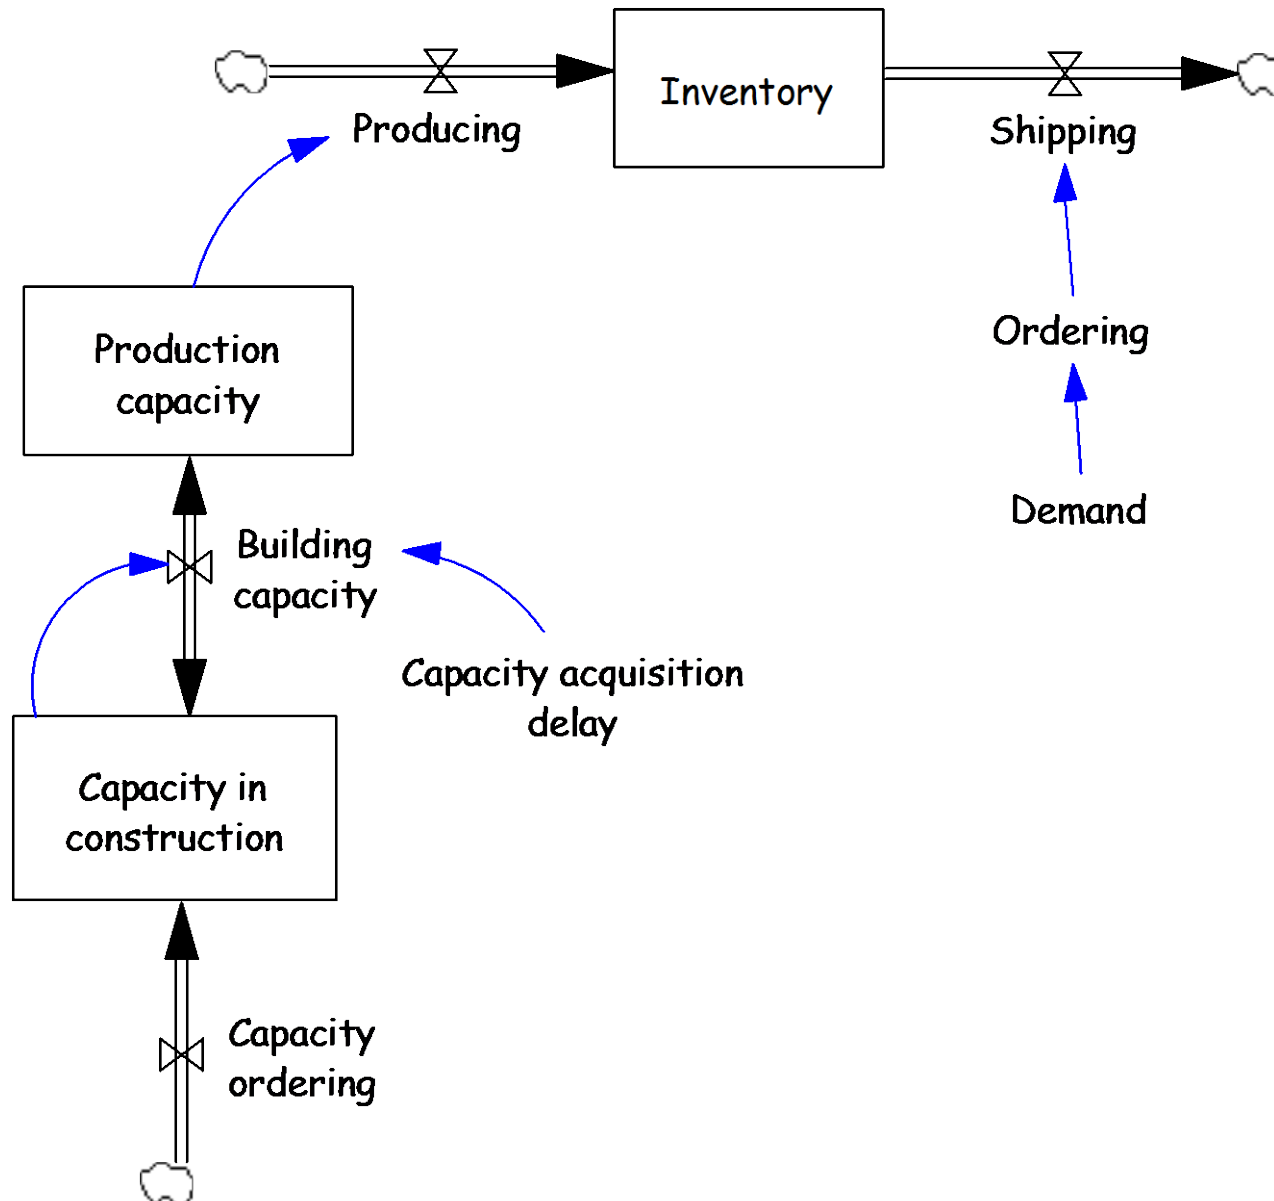 Inventory
Producing
Shipping
Production
capacity
Ordering
Demand
Building
capacity
Capacity acquisition
delay
Capacity in
construction
Capacity
ordering